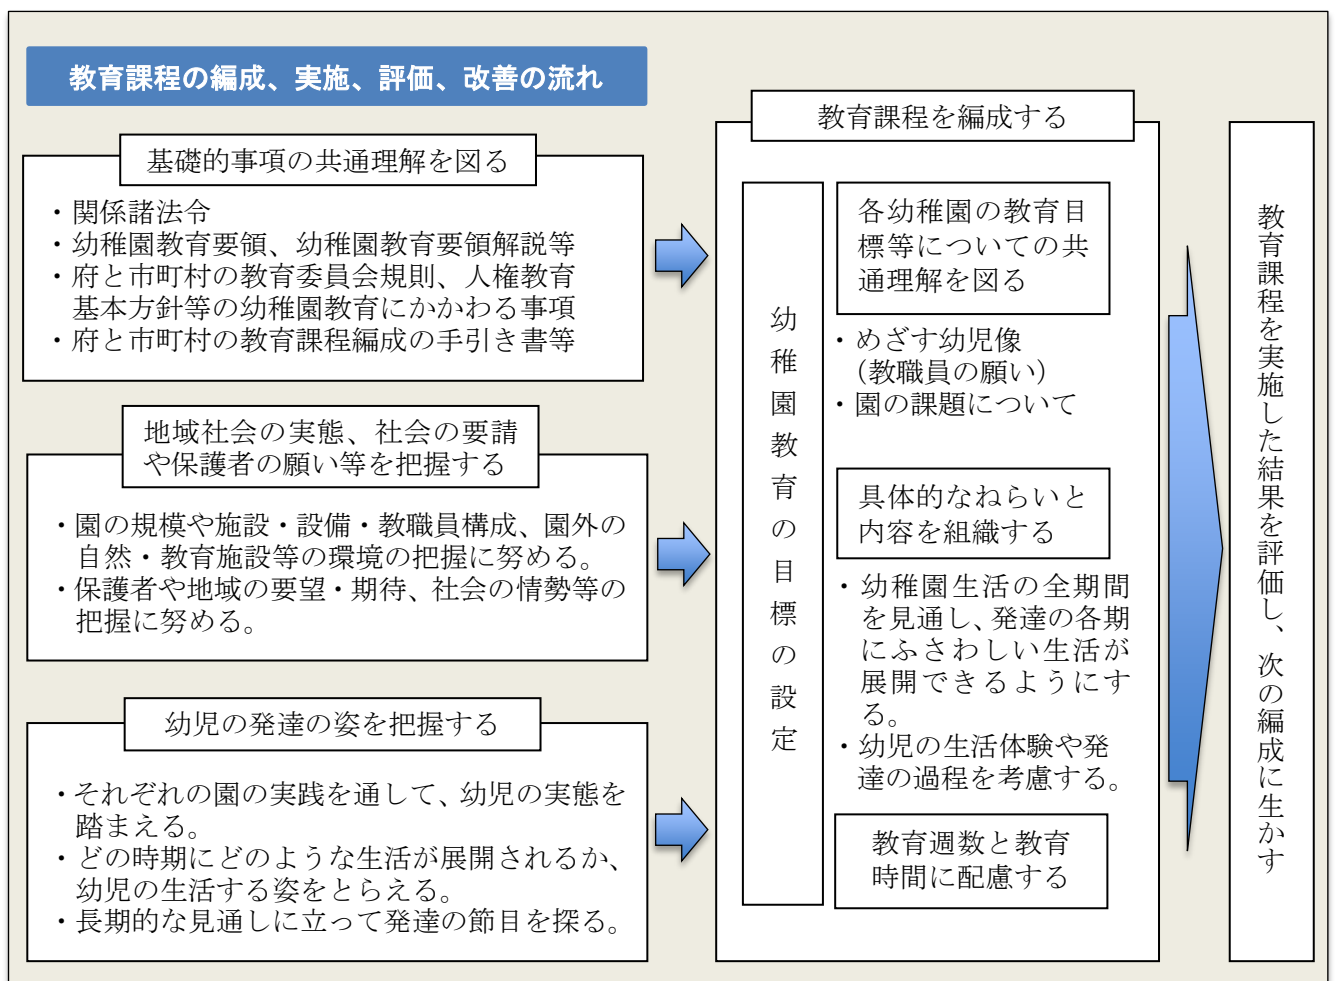 教育課程の編成、実施、評価、改善の流れ
基礎的事項の共通理解を図る
・関係諸法令
・幼稚園教育要領、幼稚園教育要領解説等
・府と市町村の教育委員会規則、人権教育
基本方針等の幼稚園教育にかかわる事項
・府と市町村の教育課程編成の手引き書等
地域社会の実態、社会の要請
や保護者の願い等を把握する
・園の規模や施設・設備・教職員構成、園外の
自然・教育施設等の環境の把握に努める。
・保護者や地域の要望・期待、社会の情勢等の
把握に努める。
幼児の発達の姿を把握する
・それぞれの園の実践を通して、幼児の実態を
踏まえる。
・どの時期にどのような生活が展開されるか、
幼児の生活する姿をとらえる。
・長期的な見通しに立って発達の節目を探る。
教育課程を編成する
幼稚園教育の目標の設定
各幼稚園の教育目
標等についての共
通理解を図る
・めざす幼児像
（教職員の願い）
・園の課題について
具体的なねらいと
内容を組織する
・幼稚園生活の全期間
を見通し、発達の各期
にふさわしい生活が
展開できるようにす
る。
・幼児の生活体験や発
達の過程を考慮する。
教育週数と教育
時間に配慮する
教育課程を実施した結果を評価し、次の編成に生かす